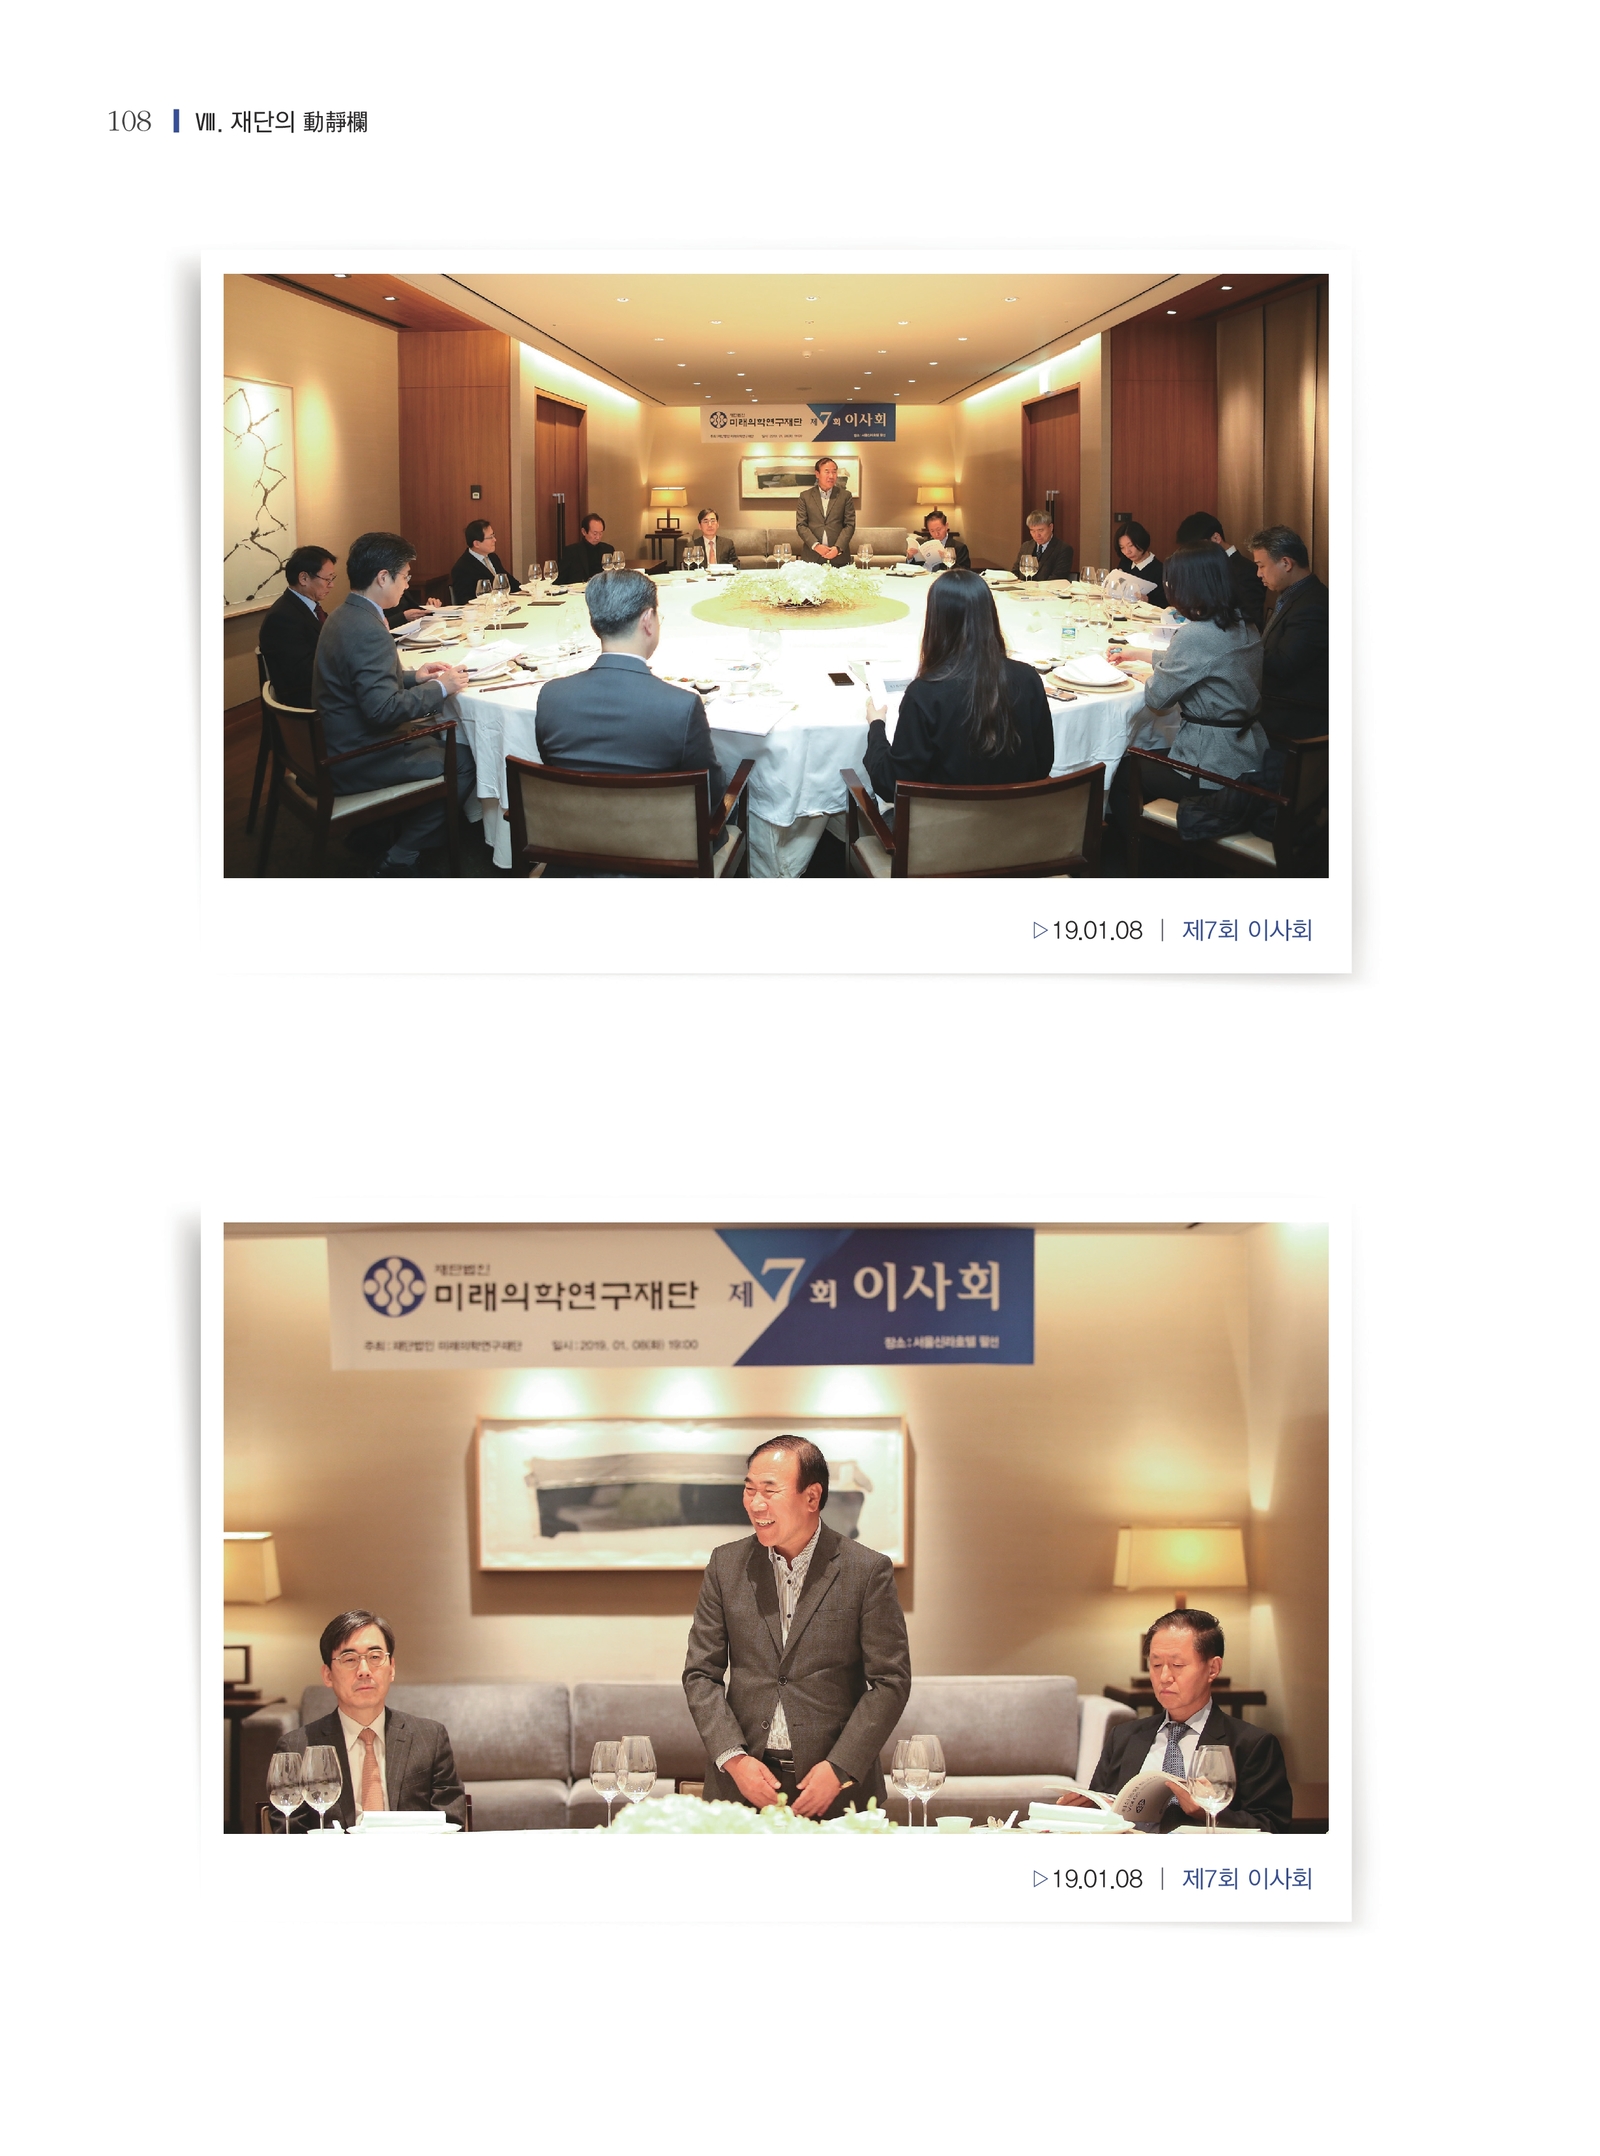 108 Ⅷ. 재단의 動靜欄
재단법인
미래의학연구재단 제7회 이사회
▷19.01.08 | 제7회 이사회
재단법인
미래의학연구재단 제7회 이사회
주최 : 재단법인 미래의학연구재단 일시 : 2019. 01. 08(화) 19:00 장소 : 서울신라호텔
▷19.01.08 | 제7회 이사회